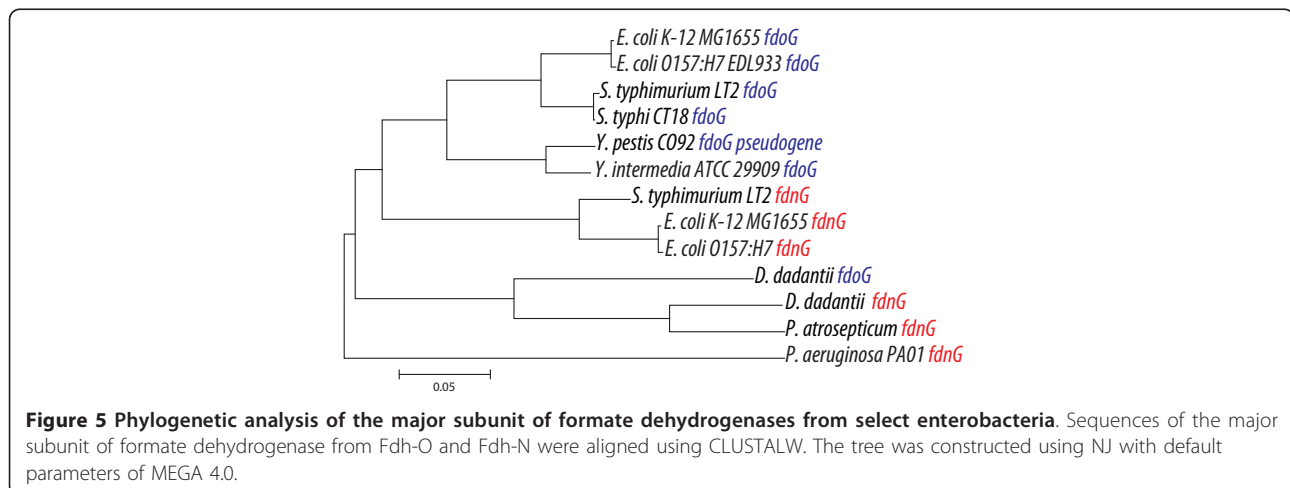 E. coli K-12 MG1655 fdoG
E. coli O157:H7 EDL933 fdoG
S. typhimurium LT2 fdoG
S. typhi CT18 fdoG
Y. pestis CO92 fdoG pseudogene
Y. intermedia ATCC 29909 fdoG
S. typhimurium LT2 fdnG
E. coli K-12 MG1655 fdnG
E. coli O157:H7 fdnG
D. dadantii fdoG
D. dadantii fdnG
P. atrosepticum fdnG
P. aeruginosa PA01 fdnG
0.05
Figure 5 Phylogenetic analysis of the major subunit of formate dehydrogenases from select enterobacteria. Sequences of the major
subunit of formate dehydrogenase from Fdh-O and Fdh-N were aligned using CLUSTALW. The tree was constructed using NJ with default
parameters of MEGA 4.0.